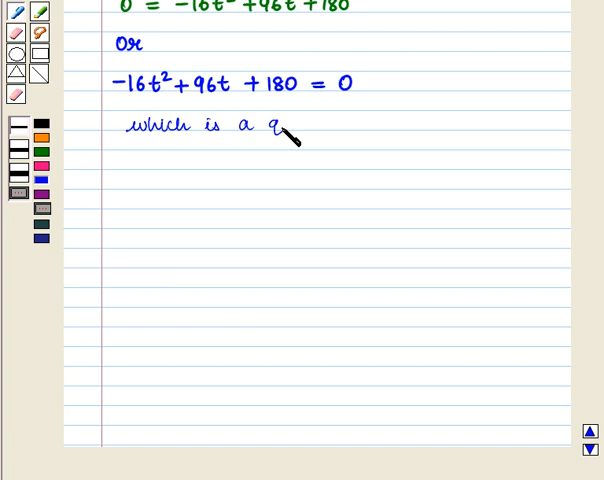 0 = -16t² + 96t + 180
or
-16t² + 96t + 180 = 0
which is a q